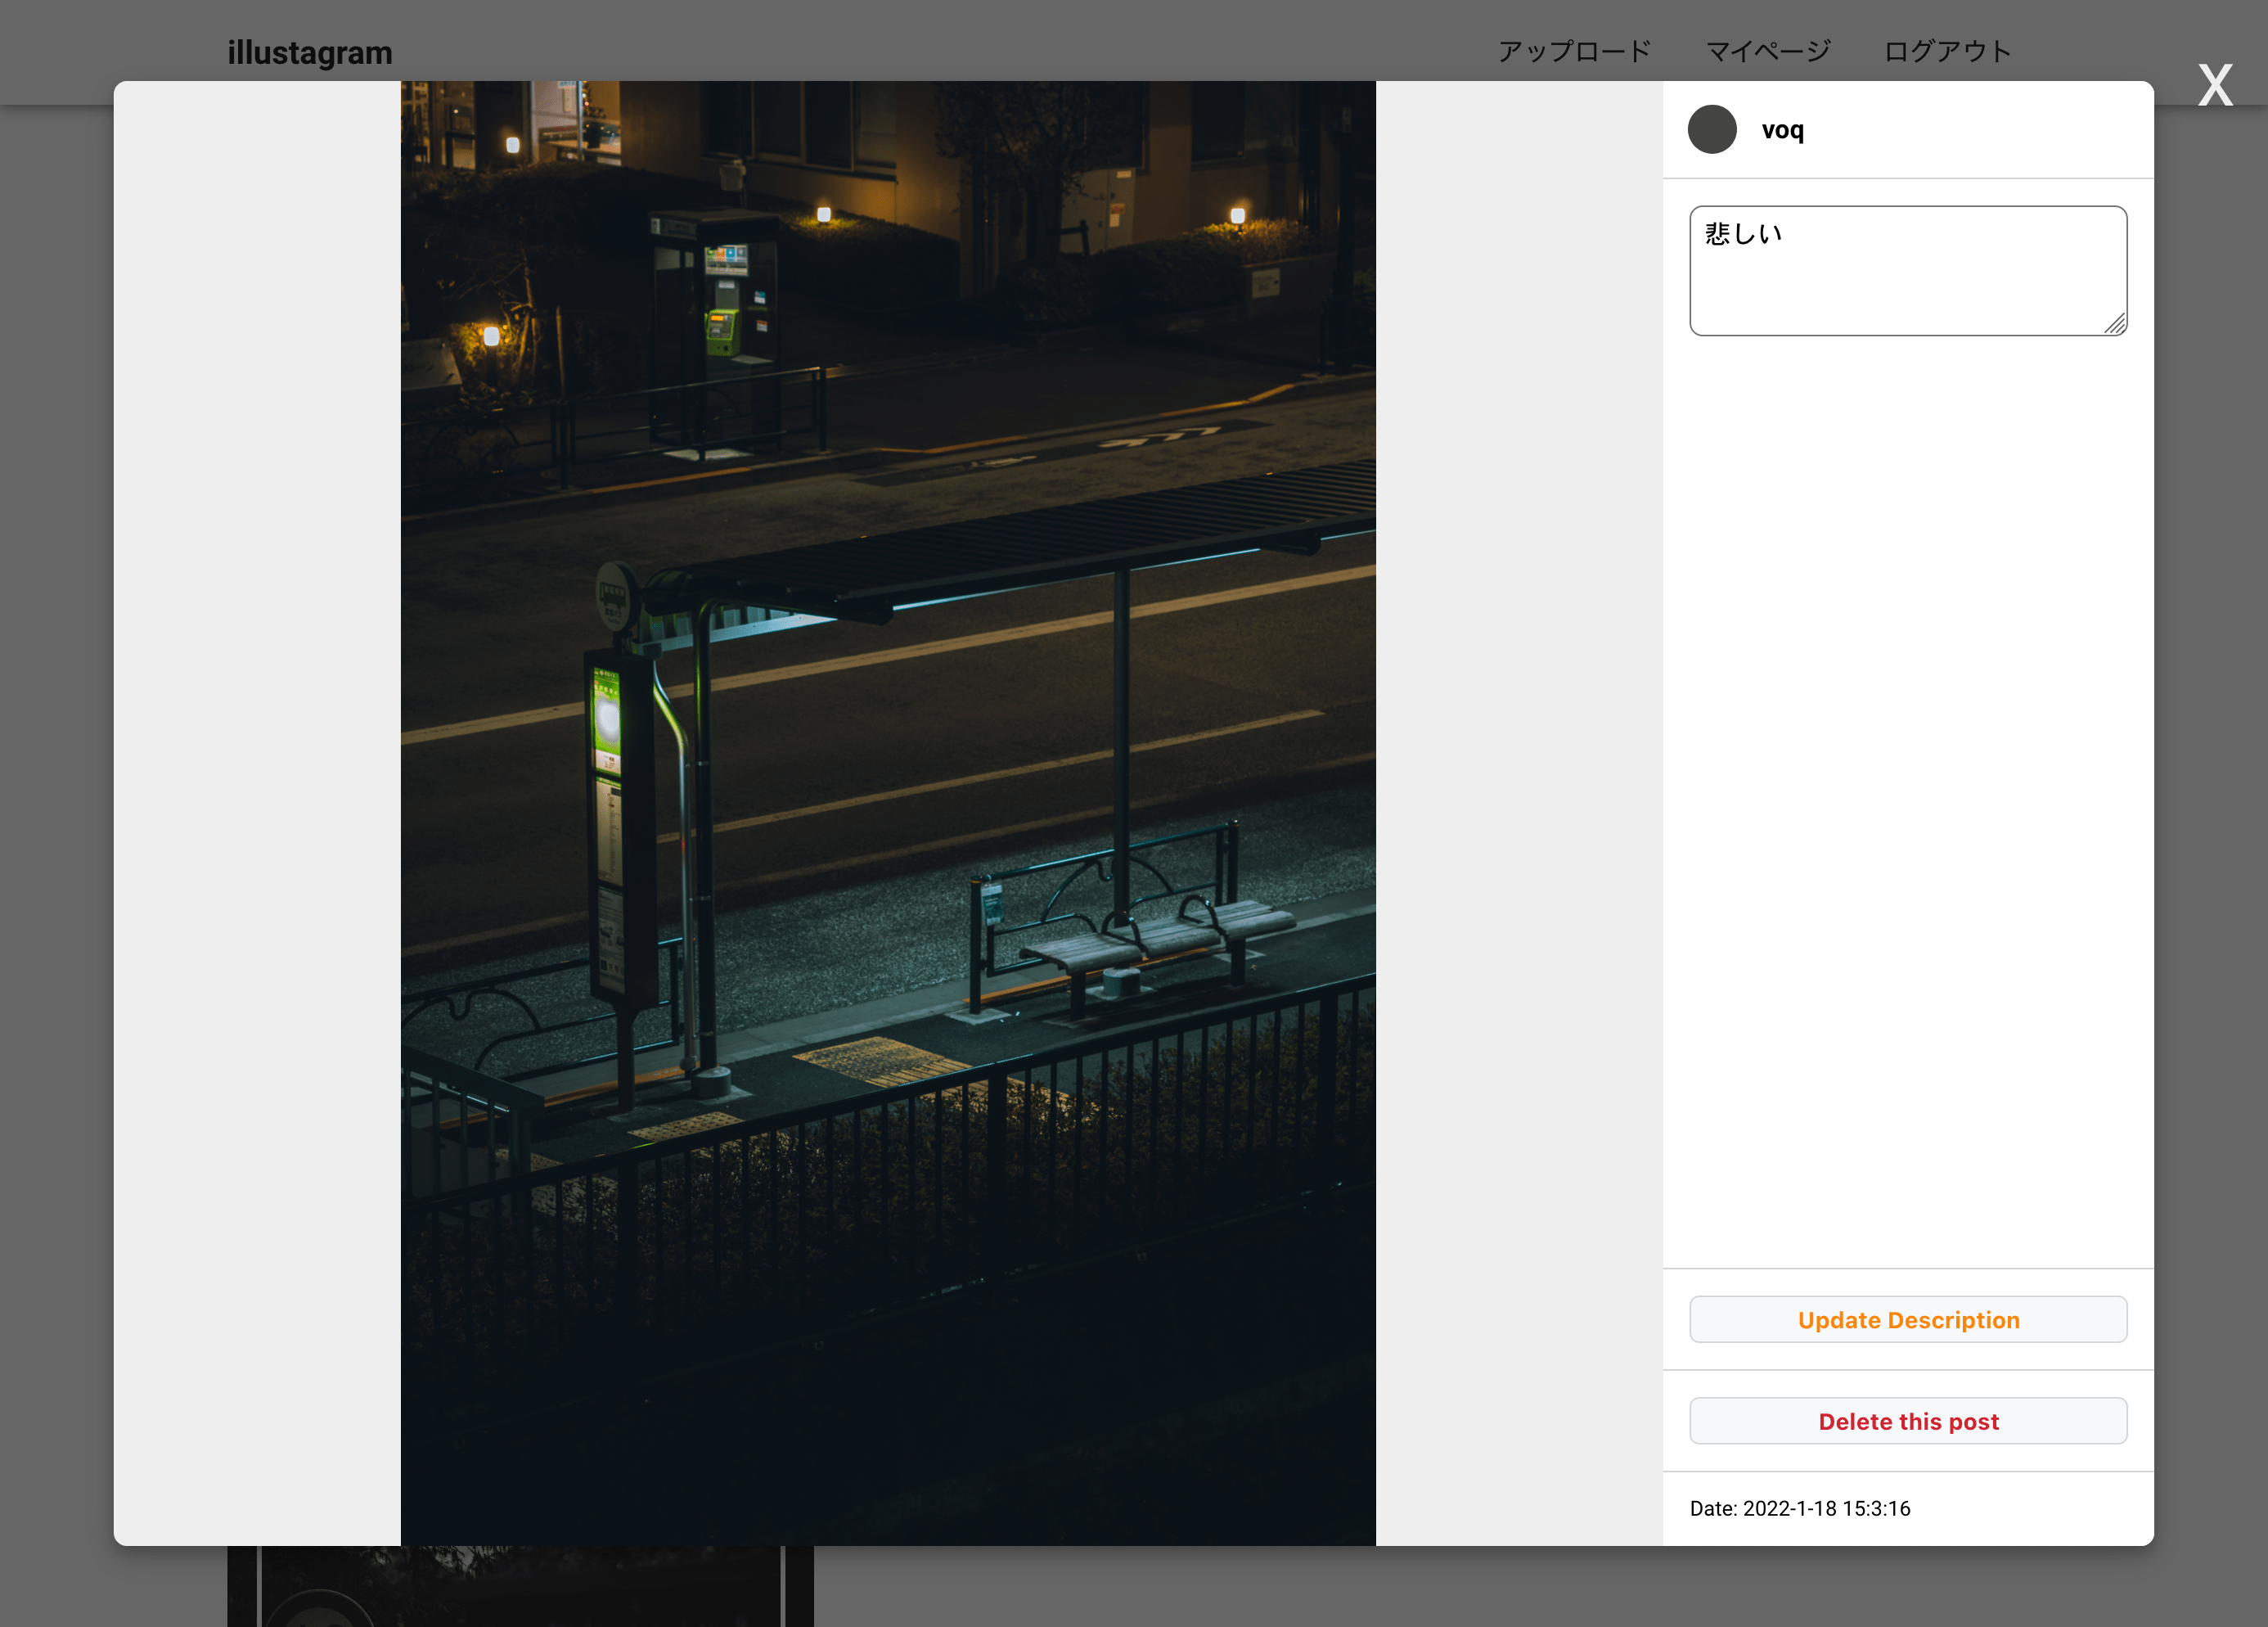 illustagram
アップロード マイページ ログアウト
X
voq
悲しい
Update Description
Delete this post
Date: 2022-1-18 15:3:16